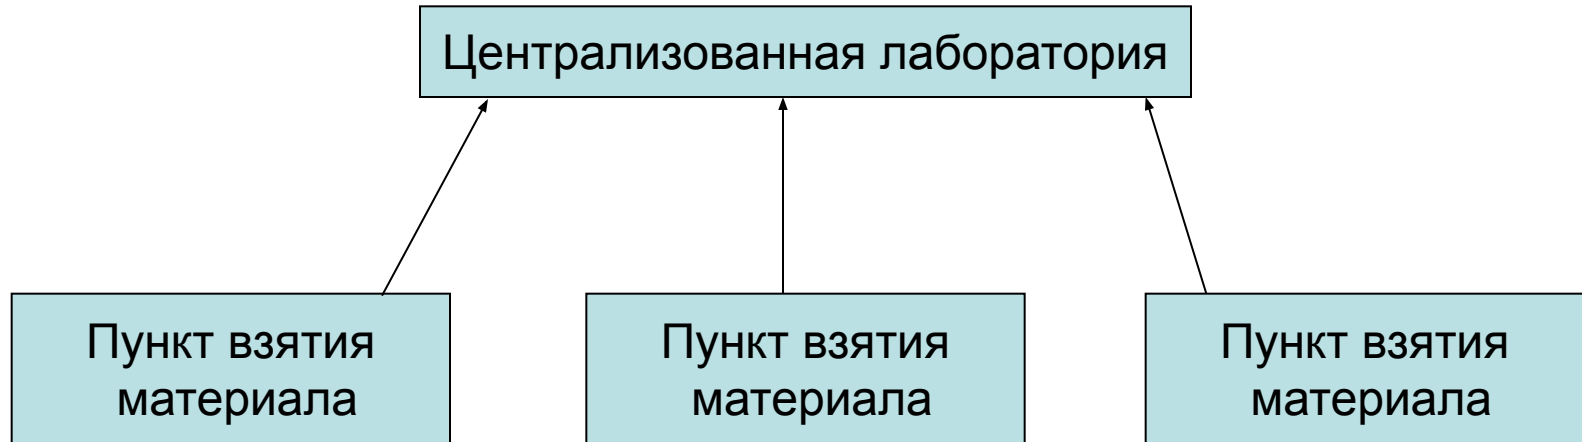 Централизованная лаборатория
Пункт взятия
материала
Пункт взятия
материала
Пункт взятия
материала